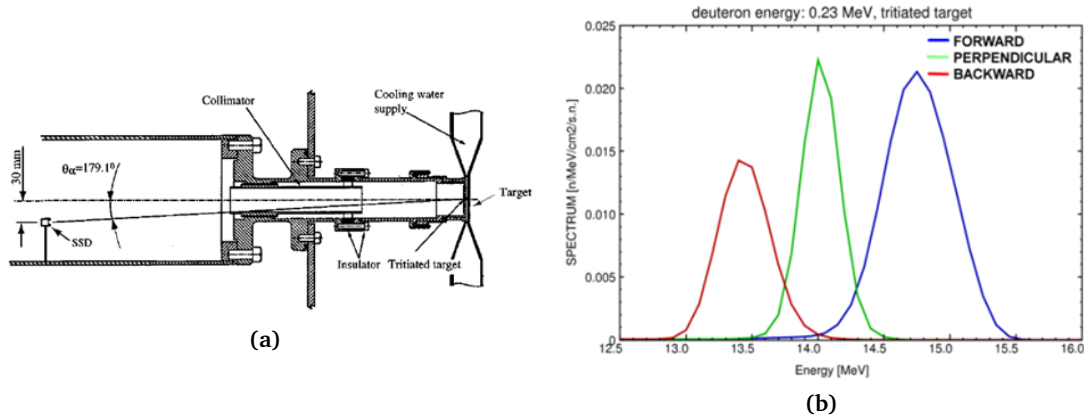 Cooling water
supply
Collimator
30 mm
θα=179.1⁰
Target
SSD
Insulator
Tritiated target
(a)
deuteron energy: 0.23 MeV, tritiated target
FORWARD
PERPENDICULAR
BACKWARD
SPECTRUM [n/MeV/cm2/s.n.]
0.025
0.020
0.015
0.010
0.005
0
12.5 13.0 13.5 14.0 14.5 15.0 15.5 16.0
Energy [MeV]
(b)